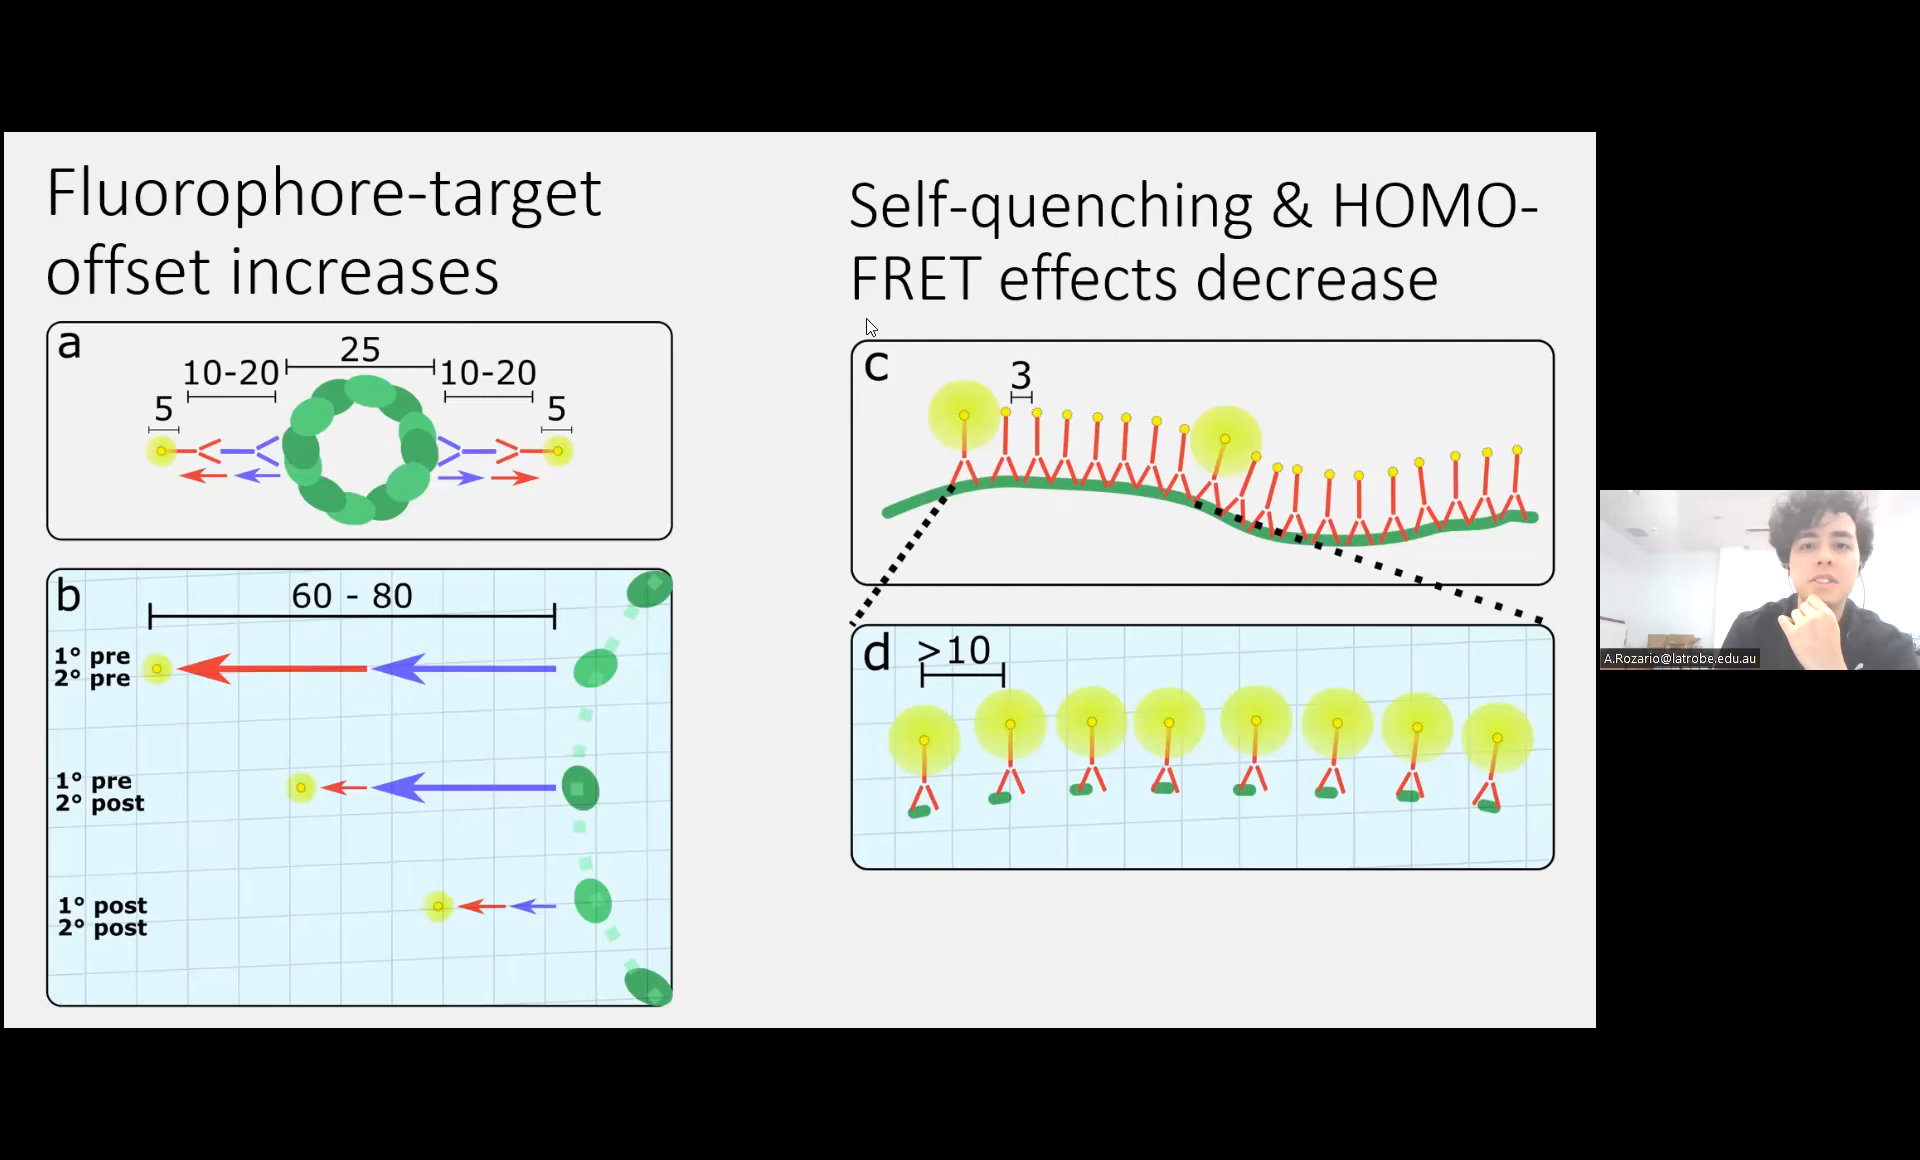 Fluorophore-target
offset increases
a
25
10-20
10-20
5
5
b
60 - 80
1° pre
2° pre
1° pre
2° post
1° post
2° post
Self-quenching & HOMO-
FRET effects decrease
c
3
d
>10
A.Rozario@latrobe.edu.au